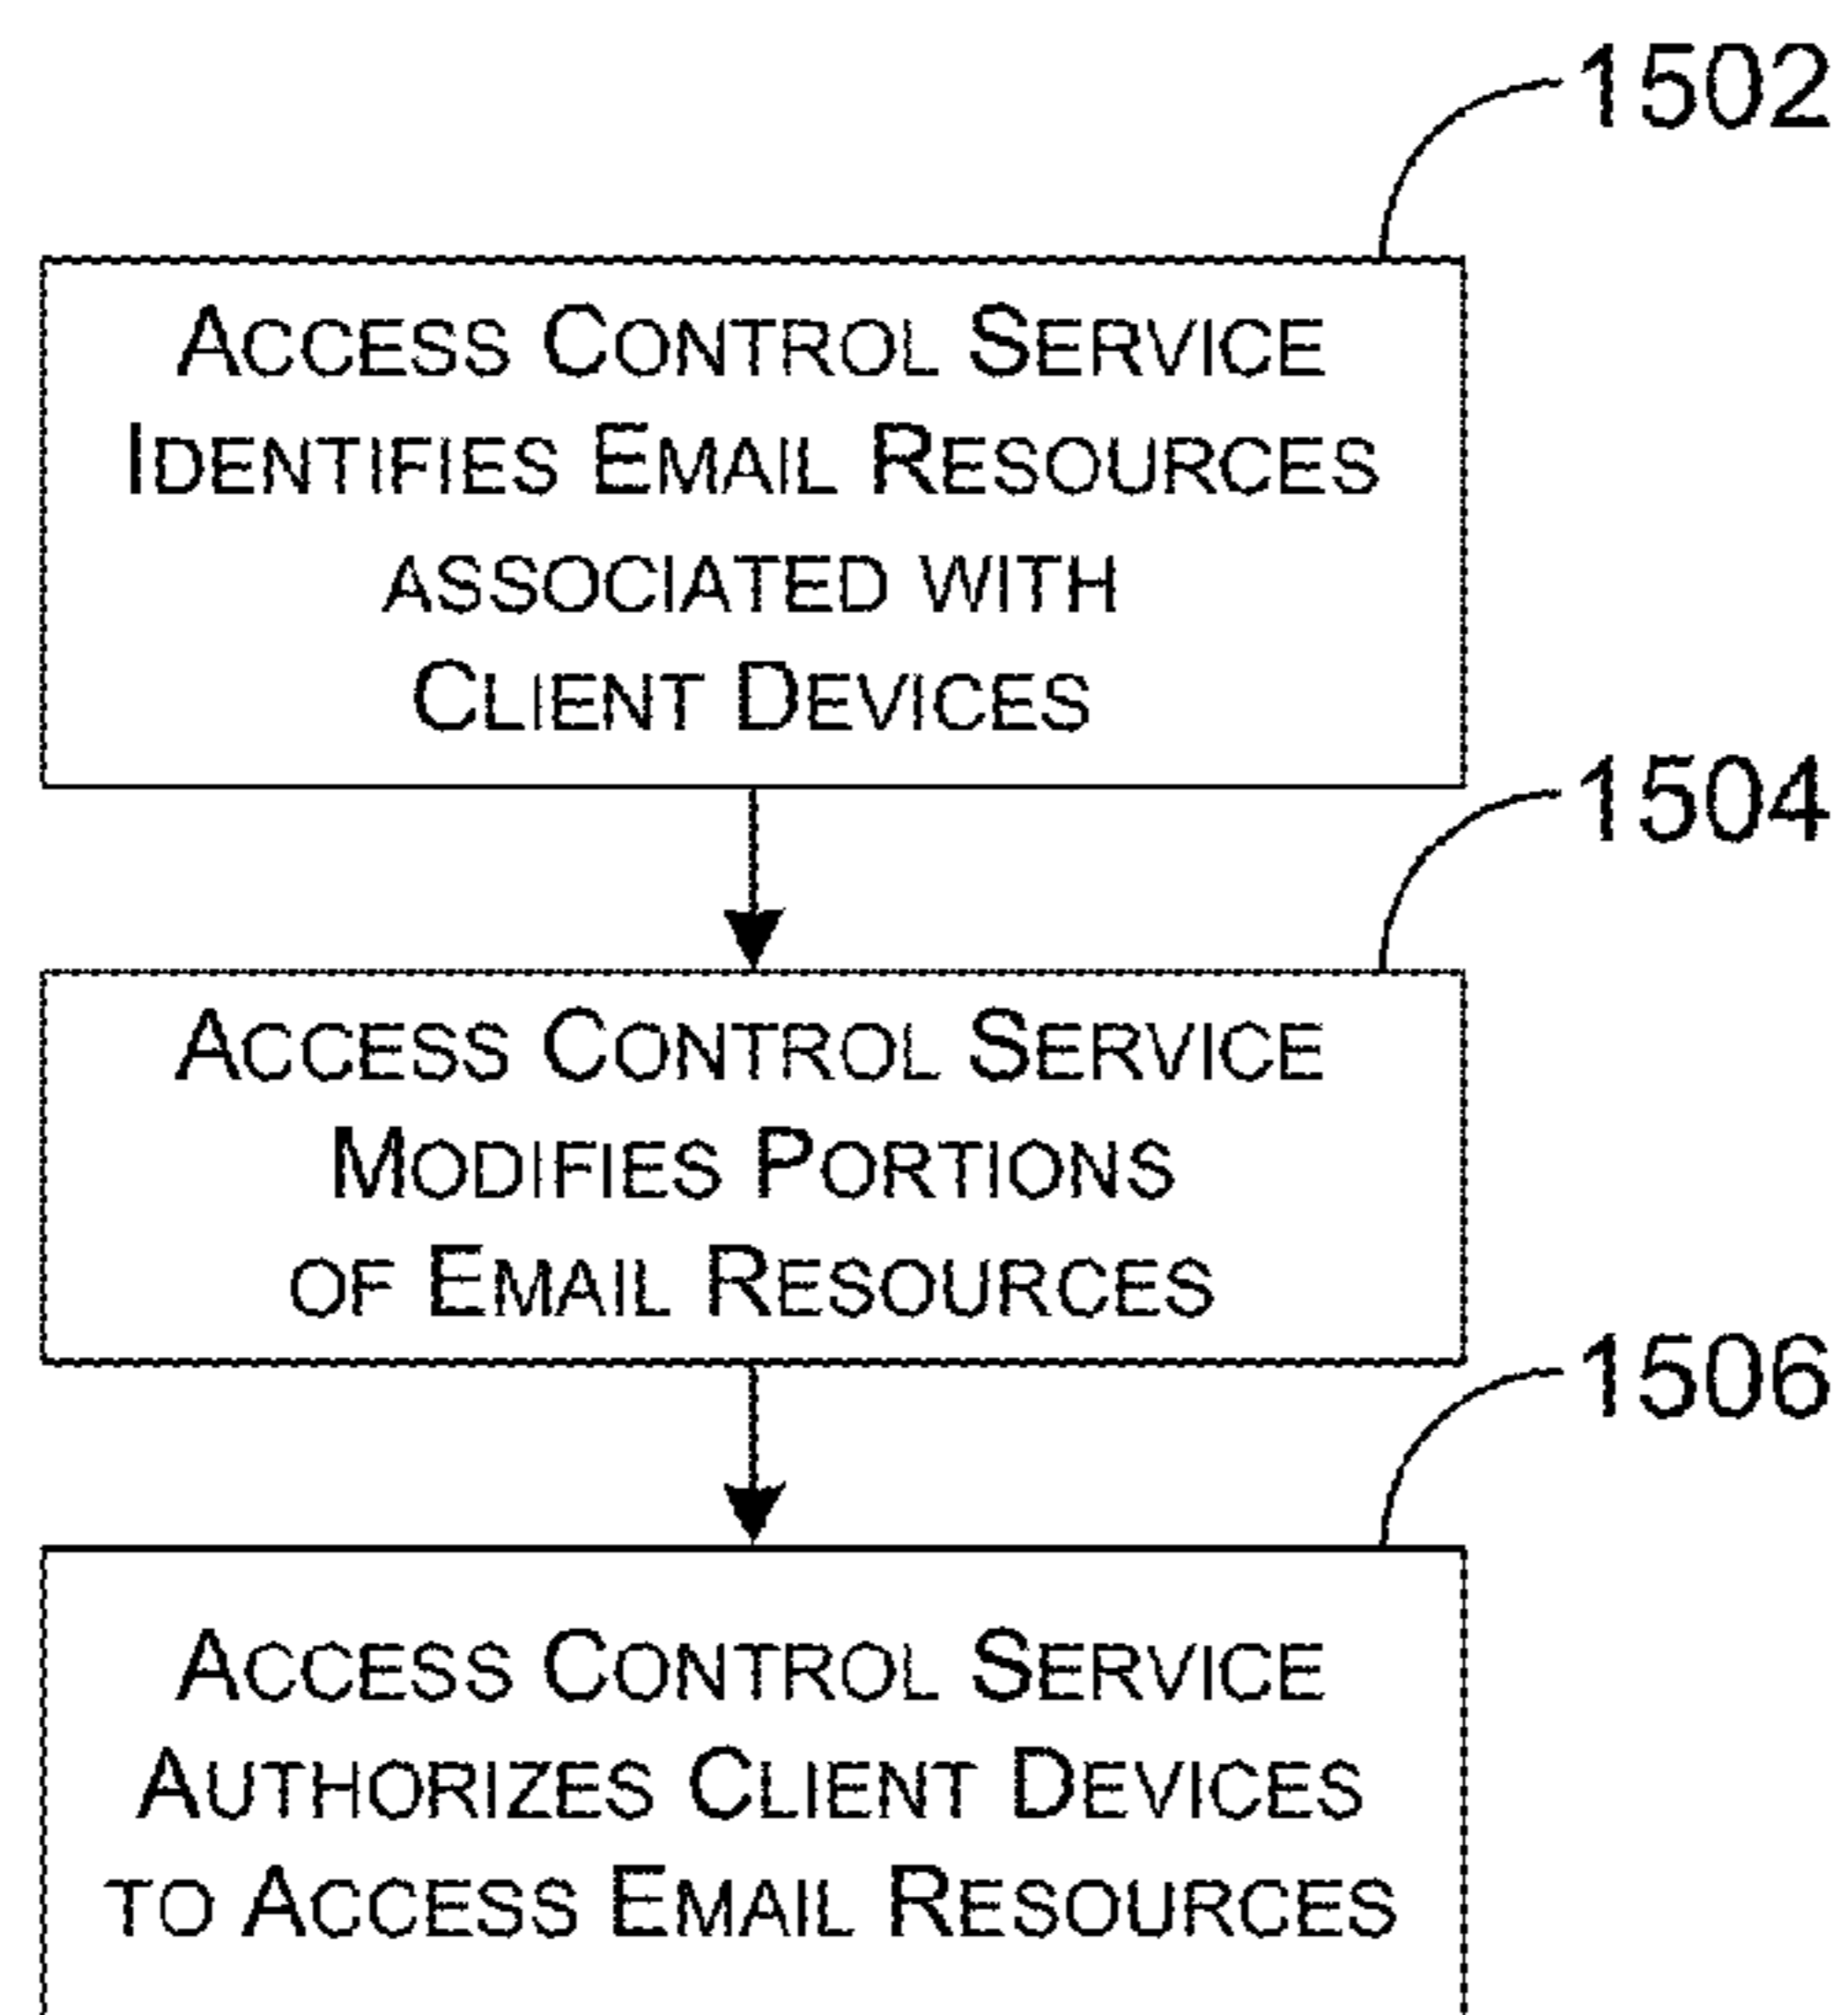 1502
ACCESS CONTROL SERVICE
IDENTIFIES EMAIL RESOURCES
ASSOCIATED WITH
CLIENT DEVICES
1504
ACCESS CONTROL SERVICE
MODIFIES PORTIONS
OF EMAIL RESOURCES
1506
ACCESS CONTROL SERVICE
AUTHORIZES CLIENT DEVICES
TO ACCESS EMAIL RESOURCES